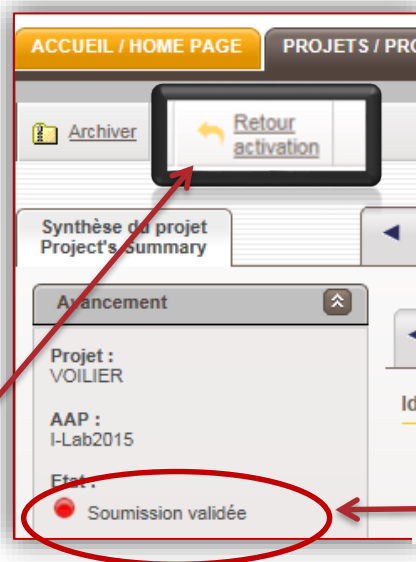 ACCUEIL / HOME PAGE
PROJETS / PRO
Archiver
Retour
activation
Synthèse du projet
Project's Summary
Avancement
Projet :
VOILIER
AAP :
I-Lab2015
Etat :
Soumission validée
Id